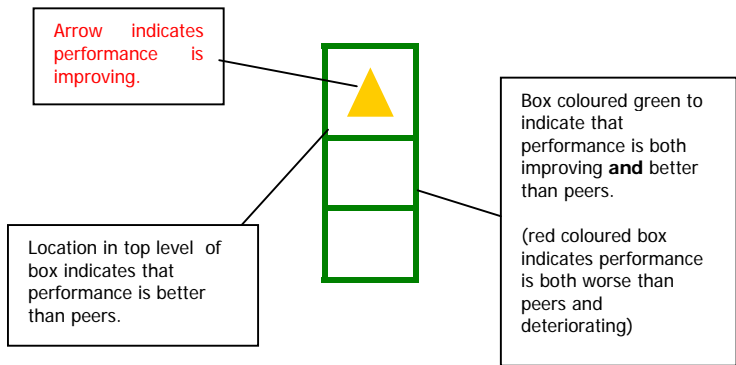 Arrow indicates
performance is
improving.
Box coloured green to
indicate that
performance is both
improving and better
than peers.
(red coloured box
indicates performance
is both worse than
peers and
deteriorating)
Location in top level of
box indicates that
performance is better
than peers.